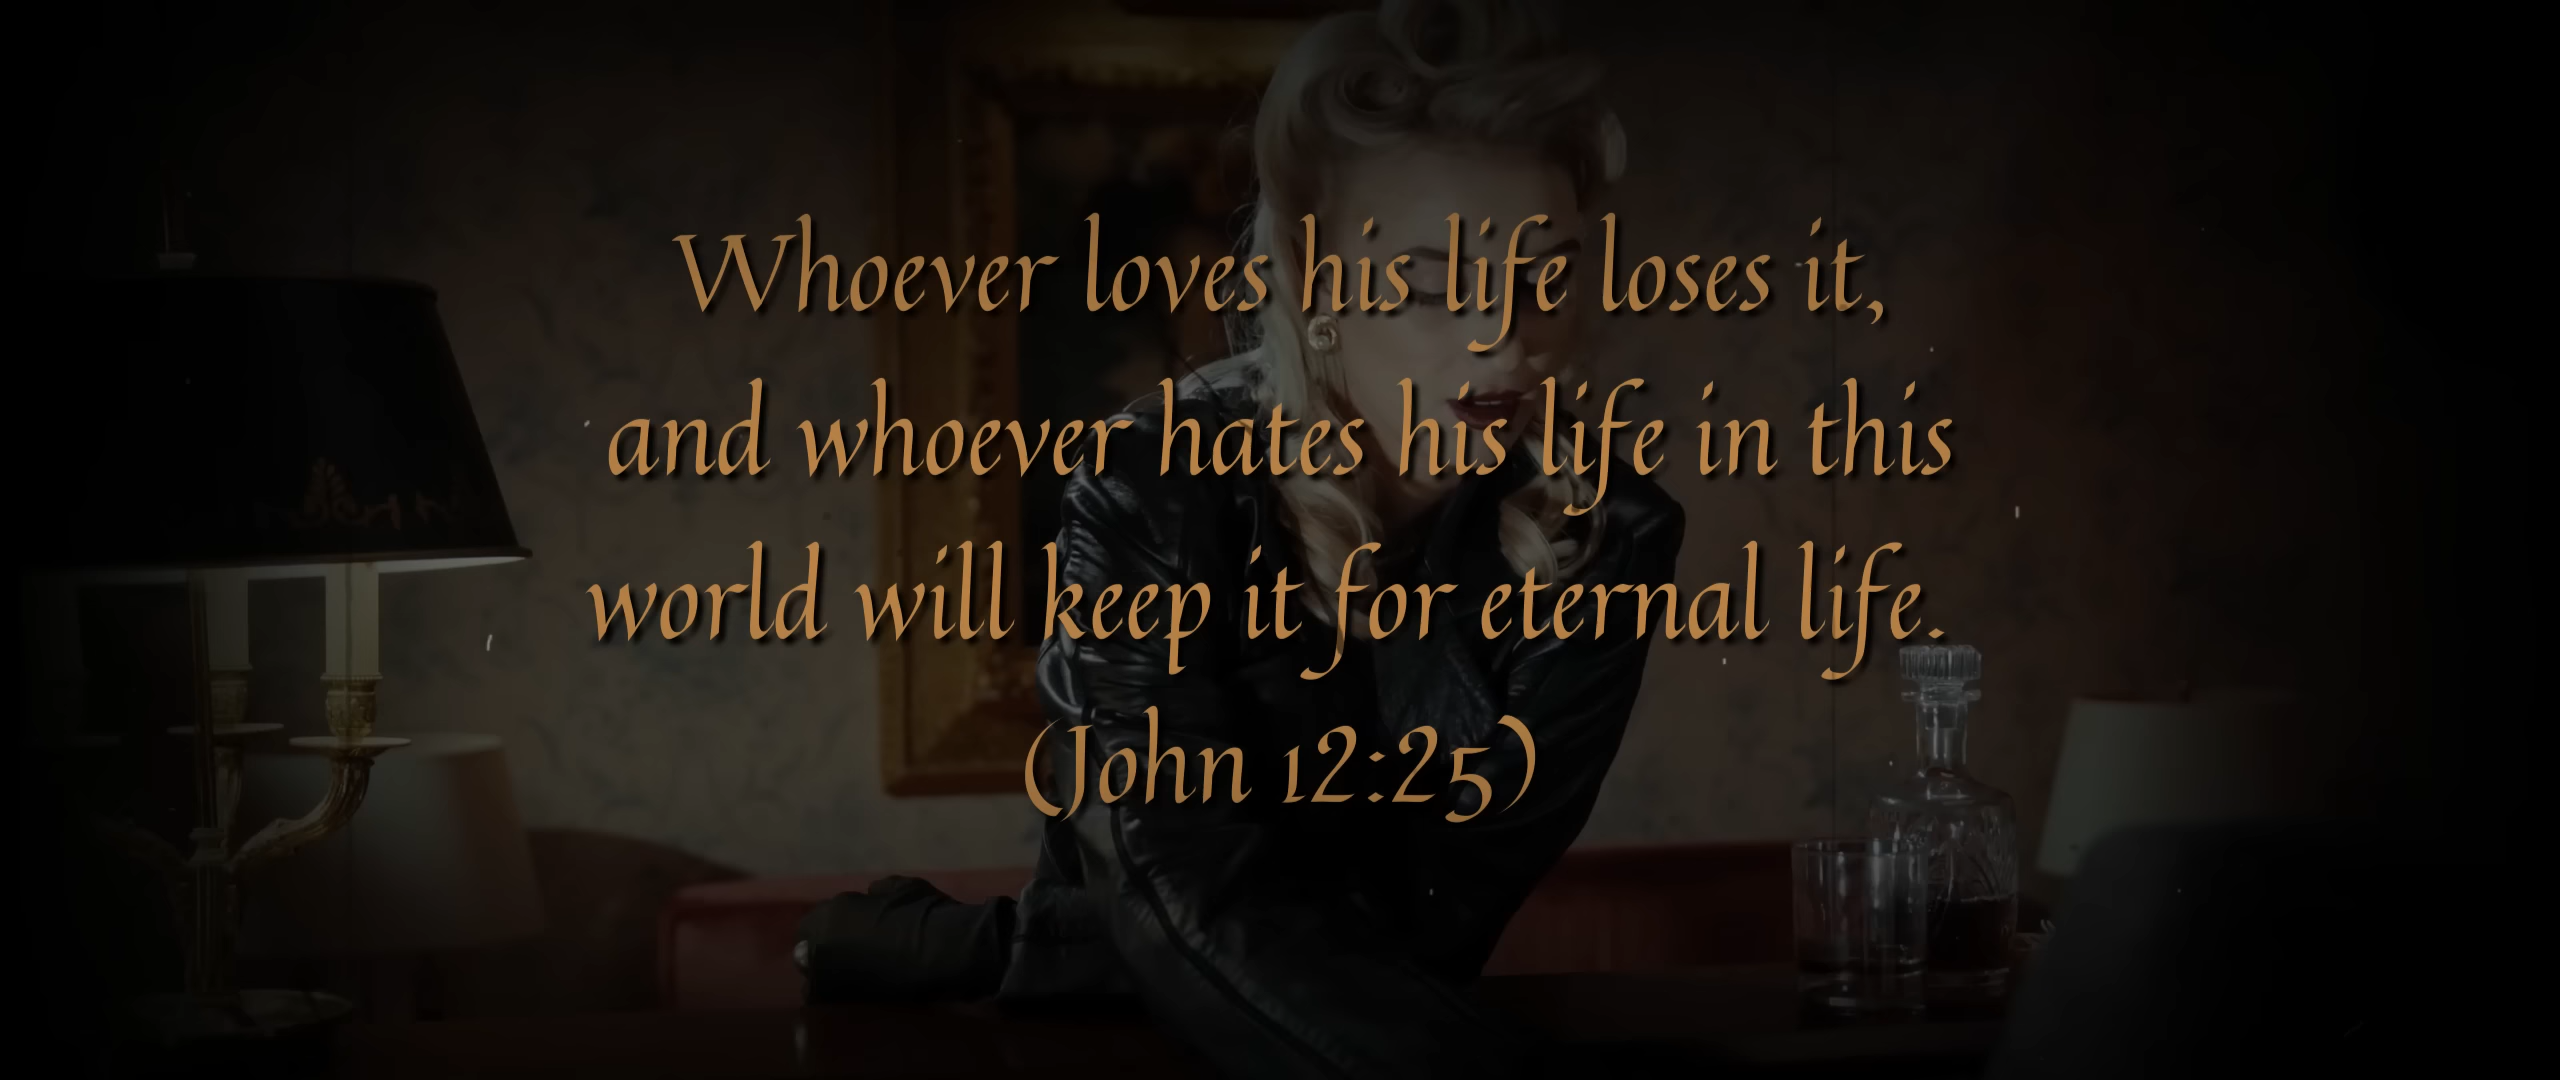 Whoever loves his life loses it,
and whoever hates his life in this
world will keep it for eternal life.
(John 12:25)